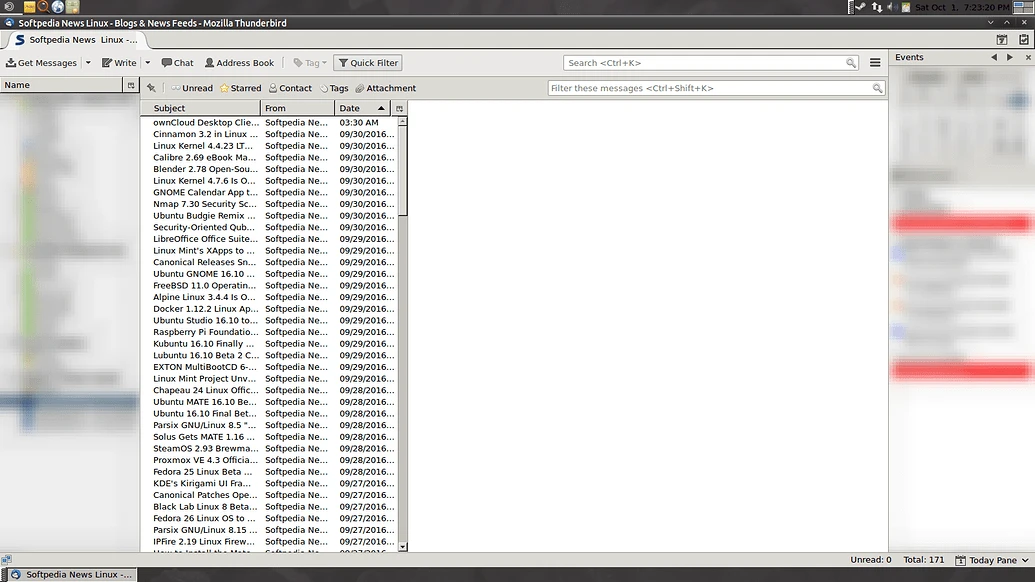 Sat Oct 1, 7:23:20 PM
Softpedia News Linux - Blogs & News Feeds - Mozilla Thunderbird
Softpedia News Linux -...
Get Messages Write Chat Address Book Tag Quick Filter Search <Ctrl+K> Events
Name Unread Starred Contact Tags Attachment Filter these messages <Ctrl+Shift+K>
Subject From Date
ownCloud Desktop Clie... Softpedia Ne... 03:30 AM
Cinnamon 3.2 in Linux ... Softpedia Ne... 09/30/2016...
Linux Kernel 4.4.23 LT... Softpedia Ne... 09/30/2016...
Calibre 2.69 eBook Ma... Softpedia Ne... 09/30/2016...
Blender 2.78 Open-Sou... Softpedia Ne... 09/30/2016...
Linux Kernel 4.7.6 Is O... Softpedia Ne... 09/30/2016...
GNOME Calendar App t... Softpedia Ne... 09/30/2016...
Nmap 7.30 Security Sc... Softpedia Ne... 09/30/2016...
Ubuntu Budgie Remix ... Softpedia Ne... 09/30/2016...
Security-Oriented Qub... Softpedia Ne... 09/30/2016...
LibreOffice Office Suite... Softpedia Ne... 09/29/2016...
Linux Mint's XApps to ... Softpedia Ne... 09/29/2016...
Canonical Releases Sn... Softpedia Ne... 09/29/2016...
Ubuntu GNOME 16.10 ... Softpedia Ne... 09/29/2016...
FreeBSD 11.0 Operatin... Softpedia Ne... 09/29/2016...
Alpine Linux 3.4.4 Is O... Softpedia Ne... 09/29/2016...
Docker 1.12.2 Linux Ap... Softpedia Ne... 09/29/2016...
Ubuntu Studio 16.10 to... Softpedia Ne... 09/29/2016...
Raspberry Pi Foundatio... Softpedia Ne... 09/29/2016...
Kubuntu 16.10 Finally ... Softpedia Ne... 09/29/2016...
Lubuntu 16.10 Beta 2 C... Softpedia Ne... 09/29/2016...
EXTON MultiBootCD 6-... Softpedia Ne... 09/29/2016...
Linux Mint Project Unv... Softpedia Ne... 09/29/2016...
Chapeau 24 Linux Offic... Softpedia Ne... 09/28/2016...
Ubuntu MATE 16.10 Be... Softpedia Ne... 09/28/2016...
Ubuntu 16.10 Final Bet... Softpedia Ne... 09/28/2016...
Parsix GNU/Linux 8.5 "... Softpedia Ne... 09/28/2016...
Solus Gets MATE 1.16 ... Softpedia Ne... 09/28/2016...
SteamOS 2.93 Brewma... Softpedia Ne... 09/28/2016...
Proxmox VE 4.3 Officia... Softpedia Ne... 09/28/2016...
Fedora 25 Linux Beta ... Softpedia Ne... 09/28/2016...
KDE's Kirigami UI Fra... Softpedia Ne... 09/27/2016...
Canonical Patches Ope... Softpedia Ne... 09/27/2016...
Black Lab Linux 8 Beta... Softpedia Ne... 09/27/2016...
Fedora 26 Linux OS to ... Softpedia Ne... 09/27/2016...
Parsix GNU/Linux 8.15 ... Softpedia Ne... 09/27/2016...
IPFire 2.19 Linux Firew... Softpedia Ne... 09/27/2016...
Unread: 0 Total: 171 Today Pane
Softpedia News Linux -...